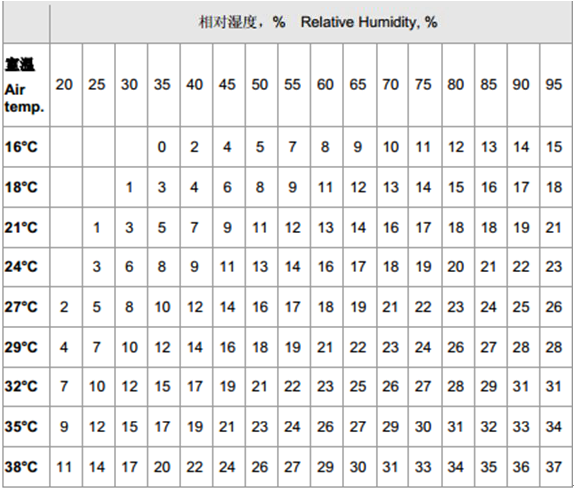 相对湿度，% Relative Humidity, %
室温
Air
temp. 20 25 30 35 40 45 50 55 60 65 70 75 80 85 90 95
16°C 0 2 4 5 7 8 9 10 11 12 13 14 15
18°C 1 3 4 6 8 9 11 12 13 14 15 16 17 18
21°C 1 3 5 7 9 11 12 13 14 16 17 18 18 19 21
24°C 3 6 8 9 11 13 14 16 17 18 19 20 21 22 23
27°C 2 5 8 10 12 14 16 17 18 19 21 22 23 24 25 26
29°C 4 7 10 12 14 16 18 19 21 22 23 24 26 27 28 28
32°C 7 10 12 15 17 19 21 22 23 25 26 27 28 29 31 31
35°C 9 12 15 17 19 21 23 24 26 27 29 30 31 32 33 34
38°C 11 14 17 20 22 24 26 27 29 30 31 33 34 35 36 37